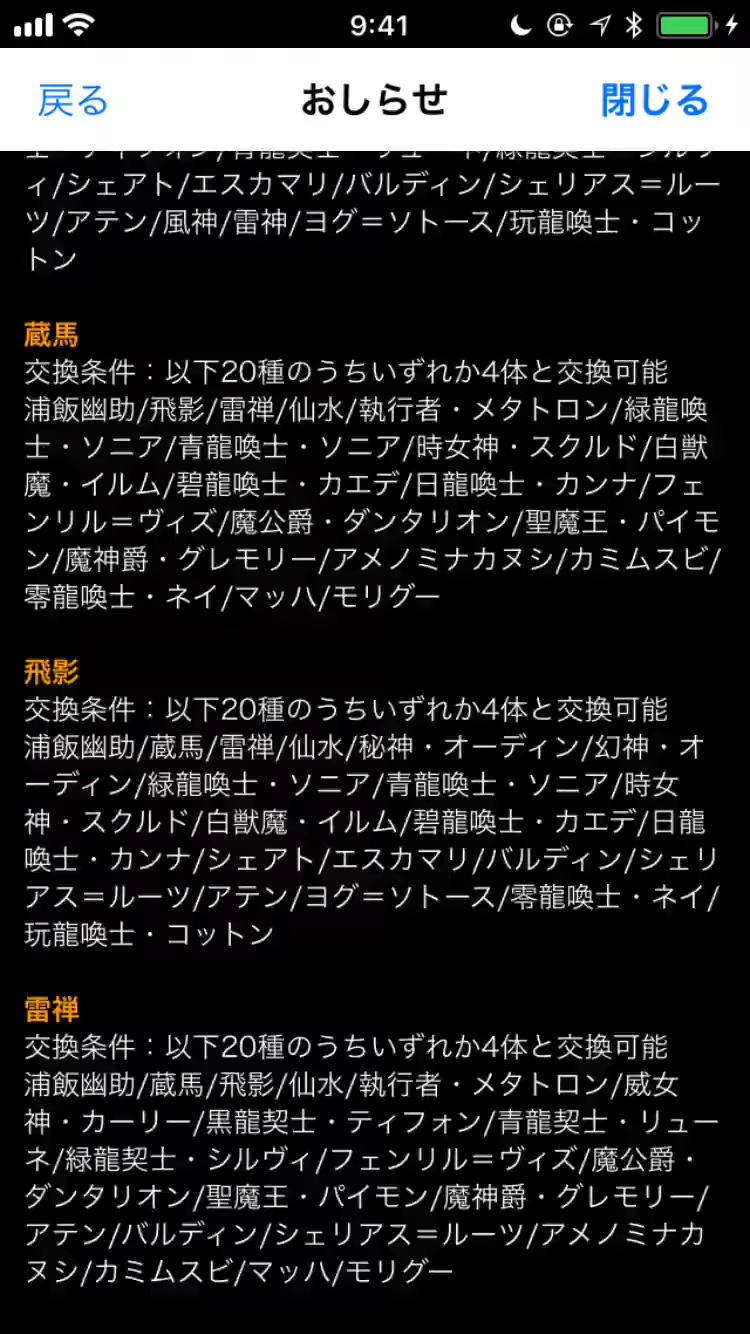 9:41
戻る
おしらせ
閉じる
ィ/シェアト/エスカマリ/バルディン/シェリアス＝ルー
ツ/アテン/風神/雷神/ヨグ＝ソトース/玩龍喚士・コッ
トン
蔵馬
交換条件：以下20種のうちいずれか4体と交換可能
浦飯幽助/飛影/雷禅/仙水/執行者・メタトロン/緑龍喚
士・ソニア/青龍喚士・ソニア/時女神・スクルド/白獣
魔・イルム/碧龍喚士・カエデ/日龍喚士・カンナ/フェ
ンリル＝ヴィズ/魔公爵・ダンタリオン/聖魔王・パイモ
ン/魔神爵・グレモリー/アメノミナカヌシ/カミムスビ/
零龍喚士・ネイ/マッハ/モリグー
飛影
交換条件：以下20種のうちいずれか4体と交換可能
浦飯幽助/蔵馬/雷禅/仙水/秘神・オーディン/幻神・オ
ーディン/緑龍喚士・ソニア/青龍喚士・ソニア/時女
神・スクルド/白獣魔・イルム/碧龍喚士・カエデ/日龍
喚士・カンナ/シェアト/エスカマリ/バルディン/シェリ
アス＝ルーツ/アテン/ヨグ＝ソトース/零龍喚士・ネイ/
玩龍喚士・コットン
雷禅
交換条件：以下20種のうちいずれか4体と交換可能
浦飯幽助/蔵馬/飛影/仙水/執行者・メタトロン/威女
神・カーリー/黒龍契士・ティフォン/青龍契士・リュー
ネ/緑龍契士・シルヴィ/フェンリル＝ヴィズ/魔公爵・
ダンタリオン/聖魔王・パイモン/魔神爵・グレモリー/
アテン/バルディン/シェリアス＝ルーツ/アメノミナカ
ヌシ/カミムスビ/マッハ/モリグー